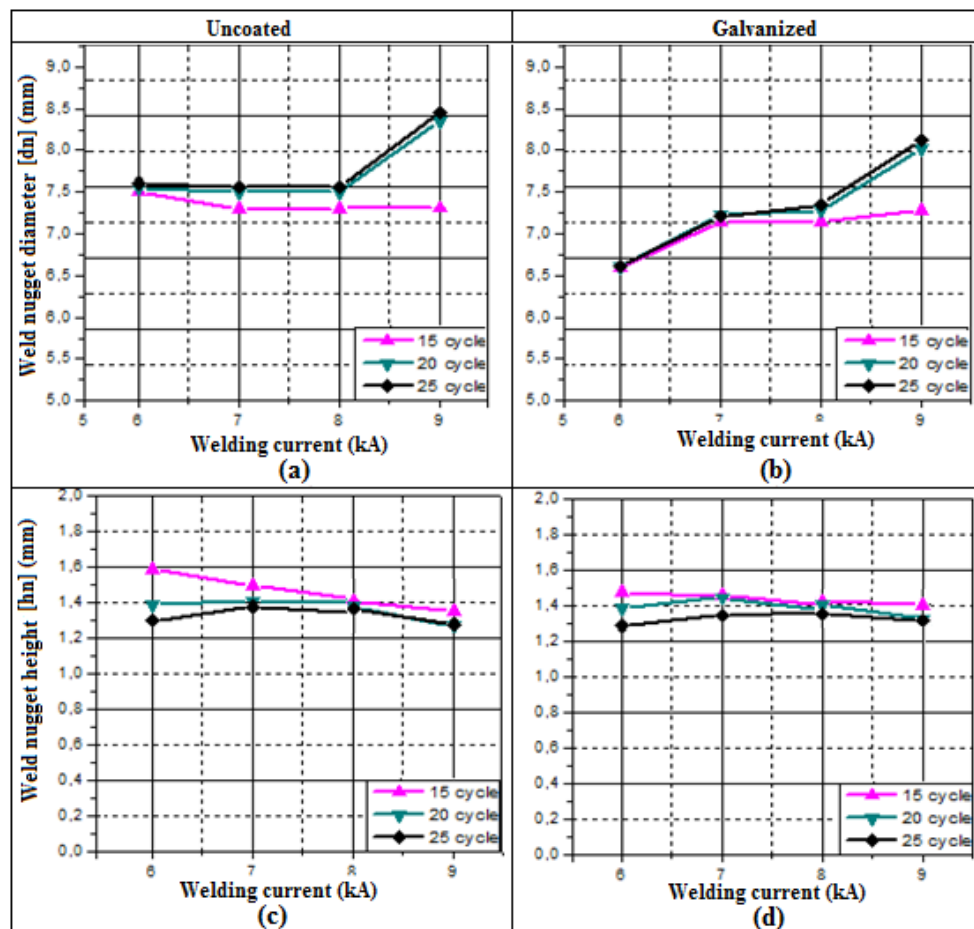 Uncoated
Galvanized
Weld nugget diameter [dn] (mm)
9,0
8,5
8,0
7,5
7,0
6,5
6,0
5,5
5,0
5
6
7
8
9
15 cycle
20 cycle
25 cycle
Welding current (kA)
(a)
9,0
8,5
8,0
7,5
7,0
6,5
6,0
5,5
5,0
5
6
7
8
9
15 cycle
20 cycle
25 cycle
Welding current (kA)
(b)
Weld nugget height [hn] (mm)
2,0
1,8
1,6
1,4
1,2
1,0
0,8
0,6
0,4
0,2
0,0
6
7
8
9
15 cycle
20 cycle
25 cycle
Welding current (kA)
(c)
2,0
1,8
1,6
1,4
1,2
1,0
0,8
0,6
0,4
0,2
0,0
6
7
8
9
15 cycle
20 cycle
25 cycle
Welding current (kA)
(d)